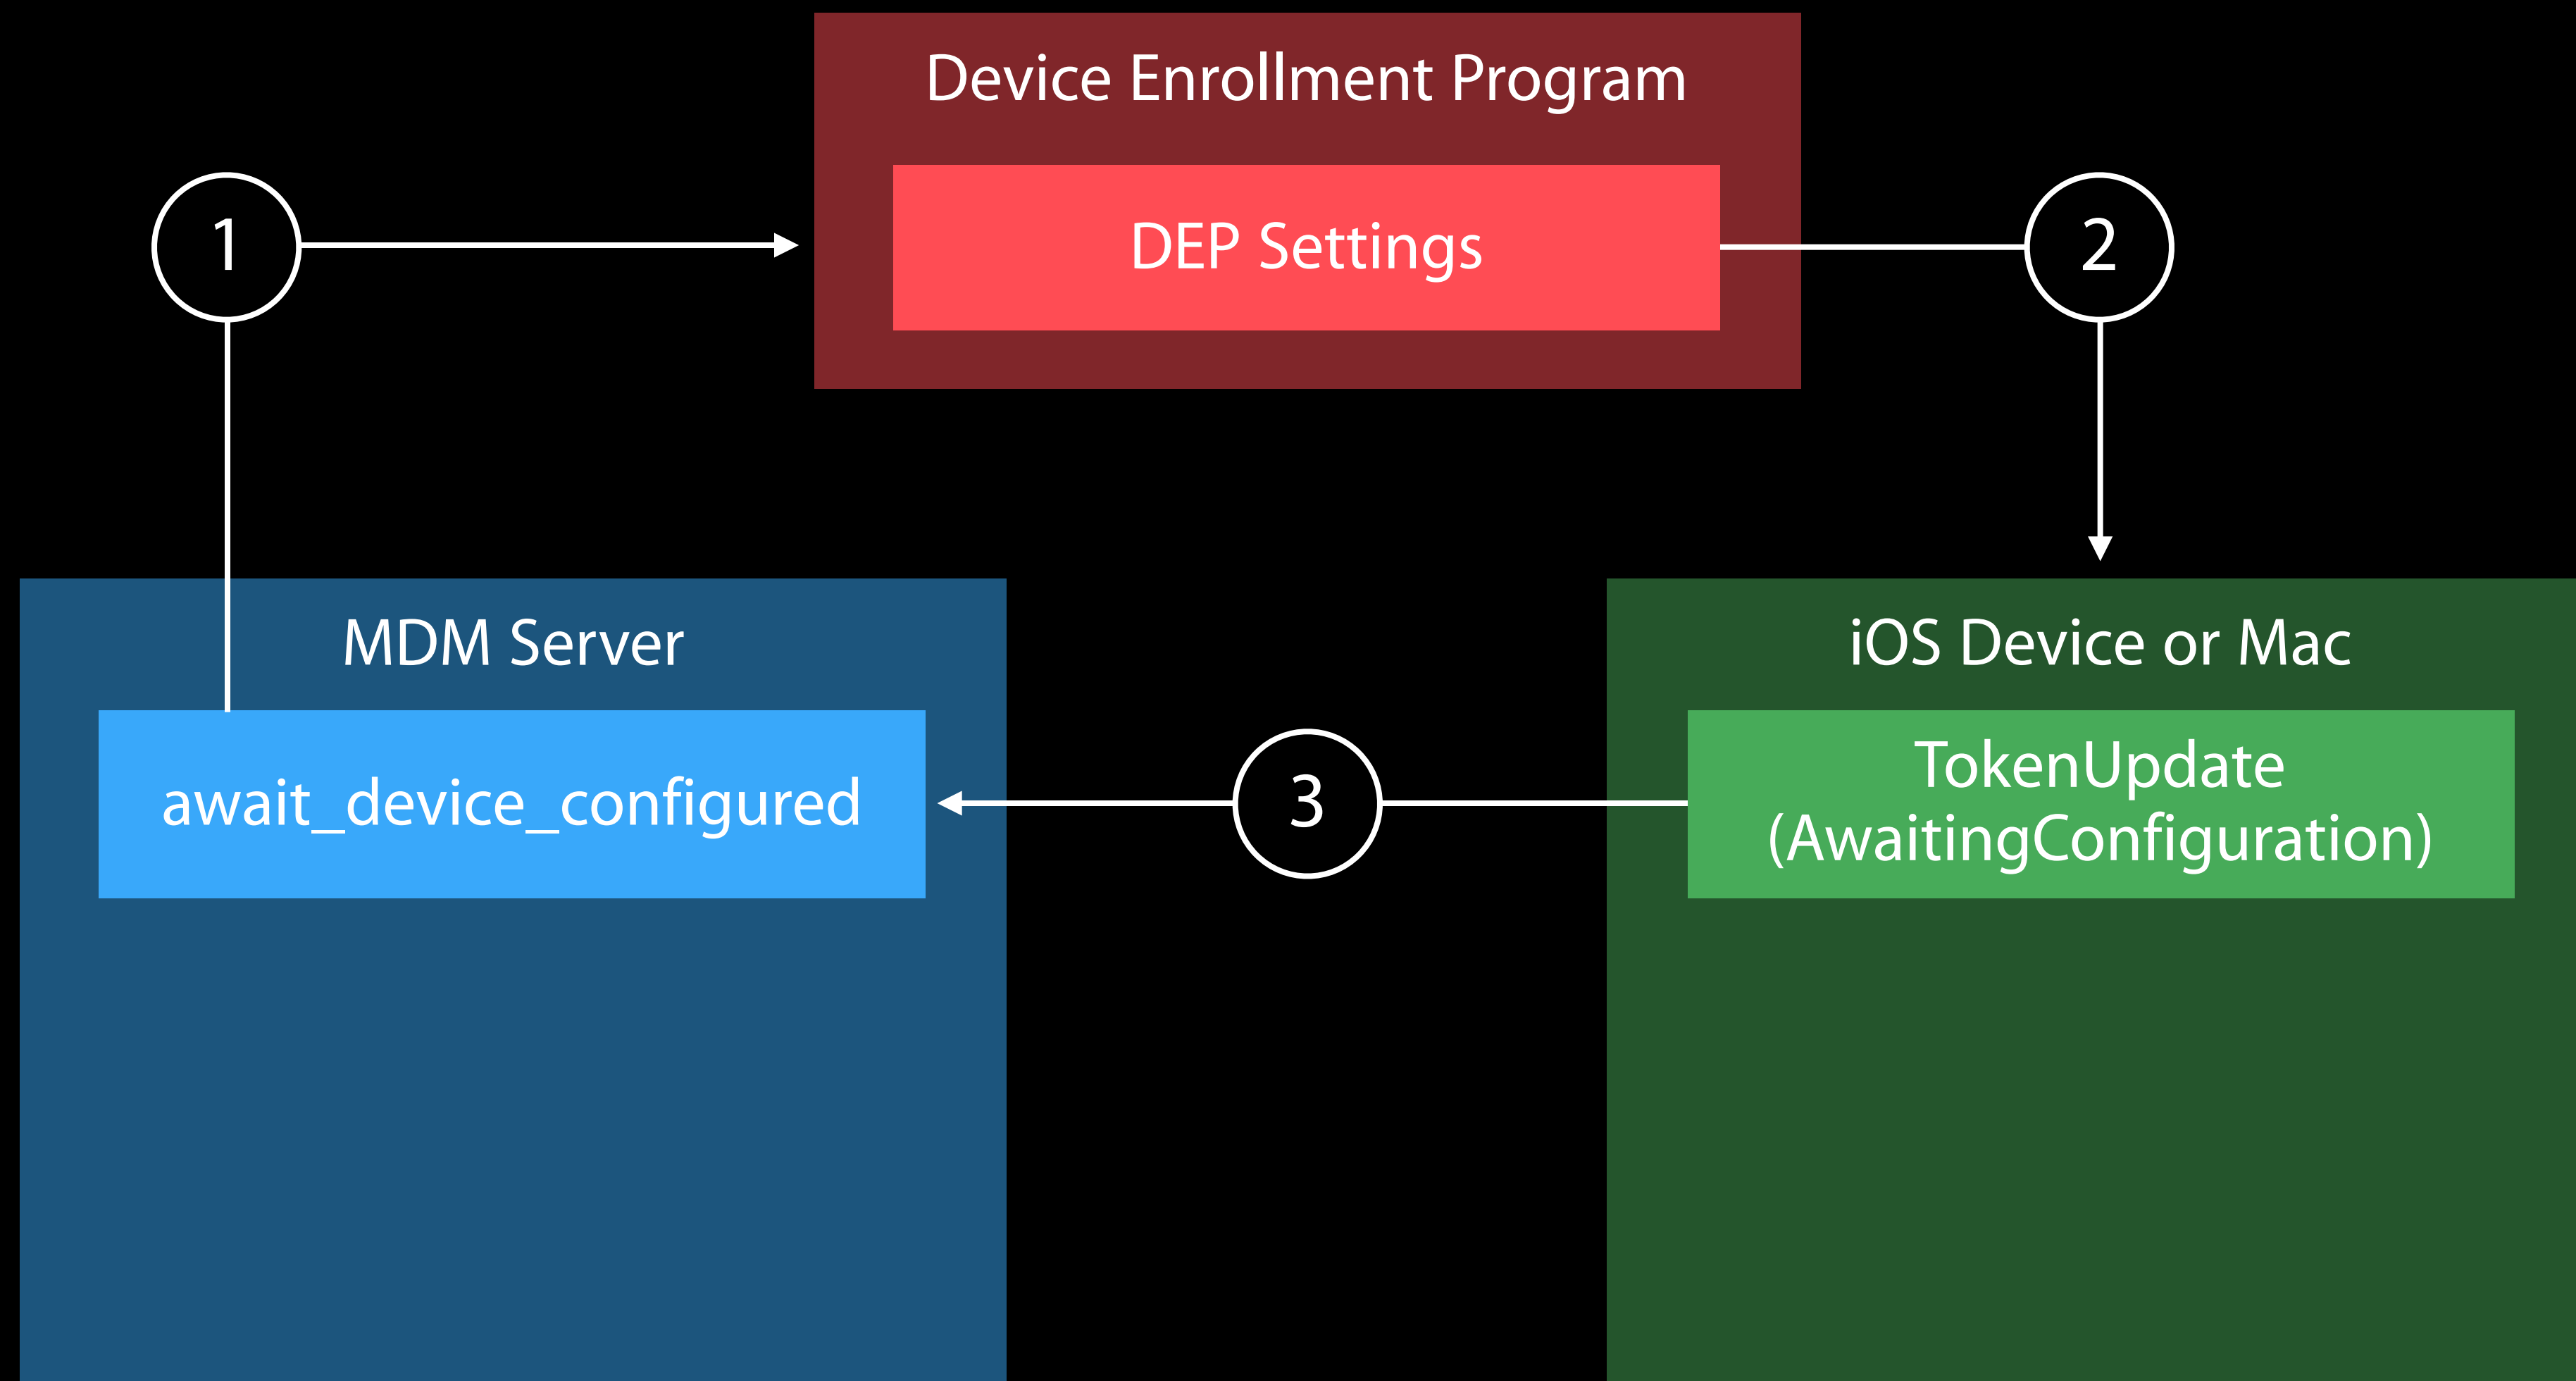 Device Enrollment Program
DEP Settings
1
2
MDM Server
await_device_configured
3
iOS Device or Mac
TokenUpdate
(AwaitingConfiguration)